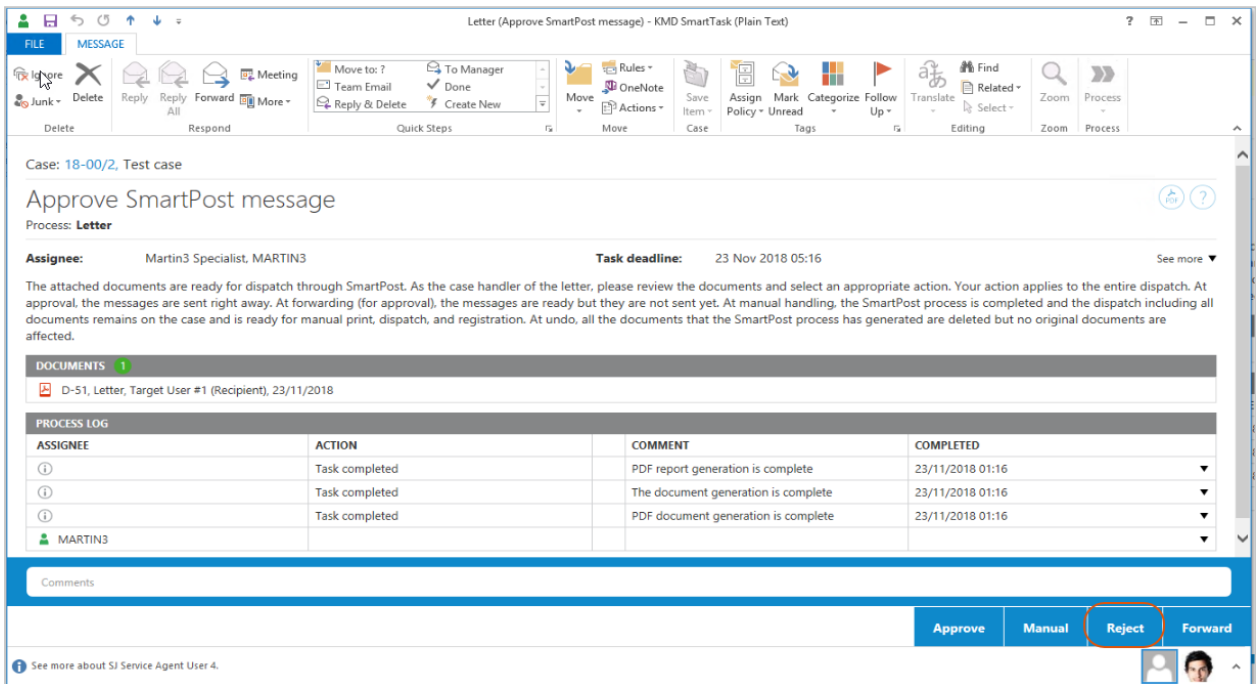 Letter (Approve SmartPost message) - KMD SmartTask (Plain Text)
FILE MESSAGE
Ignore
Junk
Delete
Reply
Reply All
Forward
Meeting
More
Move to: ?
Team Email
Reply & Delete
To Manager
Done
Create New
Move
Rules
OneNote
Actions
Save Item
Assign Policy
Mark Unread
Categorize
Follow Up
Translate
Find
Related
Select
Zoom
Process
Delete Respond Quick Steps Move Case Tags Editing Zoom Process
Case: 18-00/2, Test case
Approve SmartPost message
PDF ?
Process: Letter
Assignee: Martin3 Specialist, MARTIN3 Task deadline: 23 Nov 2018 05:16 See more
The attached documents are ready for dispatch through SmartPost. As the case handler of the letter, please review the documents and select an appropriate action. Your action applies to the entire dispatch. At
approval, the messages are sent right away. At forwarding (for approval), the messages are ready but they are not sent yet. At manual handling, the SmartPost process is completed and the dispatch including all
documents remains on the case and is ready for manual print, dispatch, and registration. At undo, all the documents that the SmartPost process has generated are deleted but no original documents are
affected.
DOCUMENTS 1
D-51, Letter, Target User #1 (Recipient), 23/11/2018
PROCESS LOG
ASSIGNEE ACTION COMMENT COMPLETED
Task completed PDF report generation is complete 23/11/2018 01:16
Task completed The document generation is complete 23/11/2018 01:16
Task completed PDF document generation is complete 23/11/2018 01:16
MARTIN3
Comments
Approve Manual Reject Forward
See more about SJ Service Agent User 4.